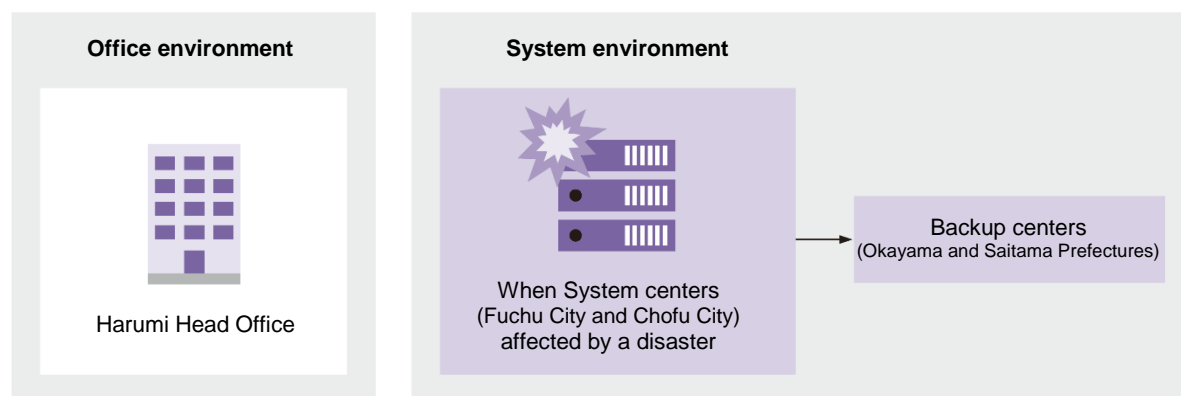 Office environment
Harumi Head Office
System environment
When System centers
(Fuchu City and Chofu City)
affected by a disaster
Backup centers
(Okayama and Saitama Prefectures)